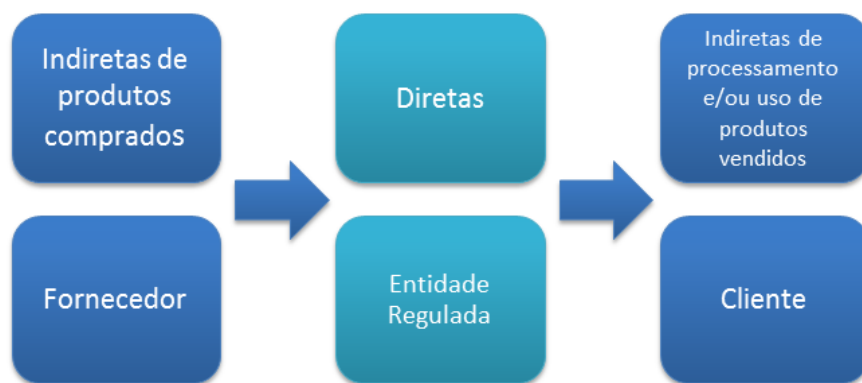 Indiretas de
produtos
comprados
Diretas
Indiretas de
processamento
e/ou uso de
produtos
vendidos
Fornecedor
Entidade
Regulada
Cliente